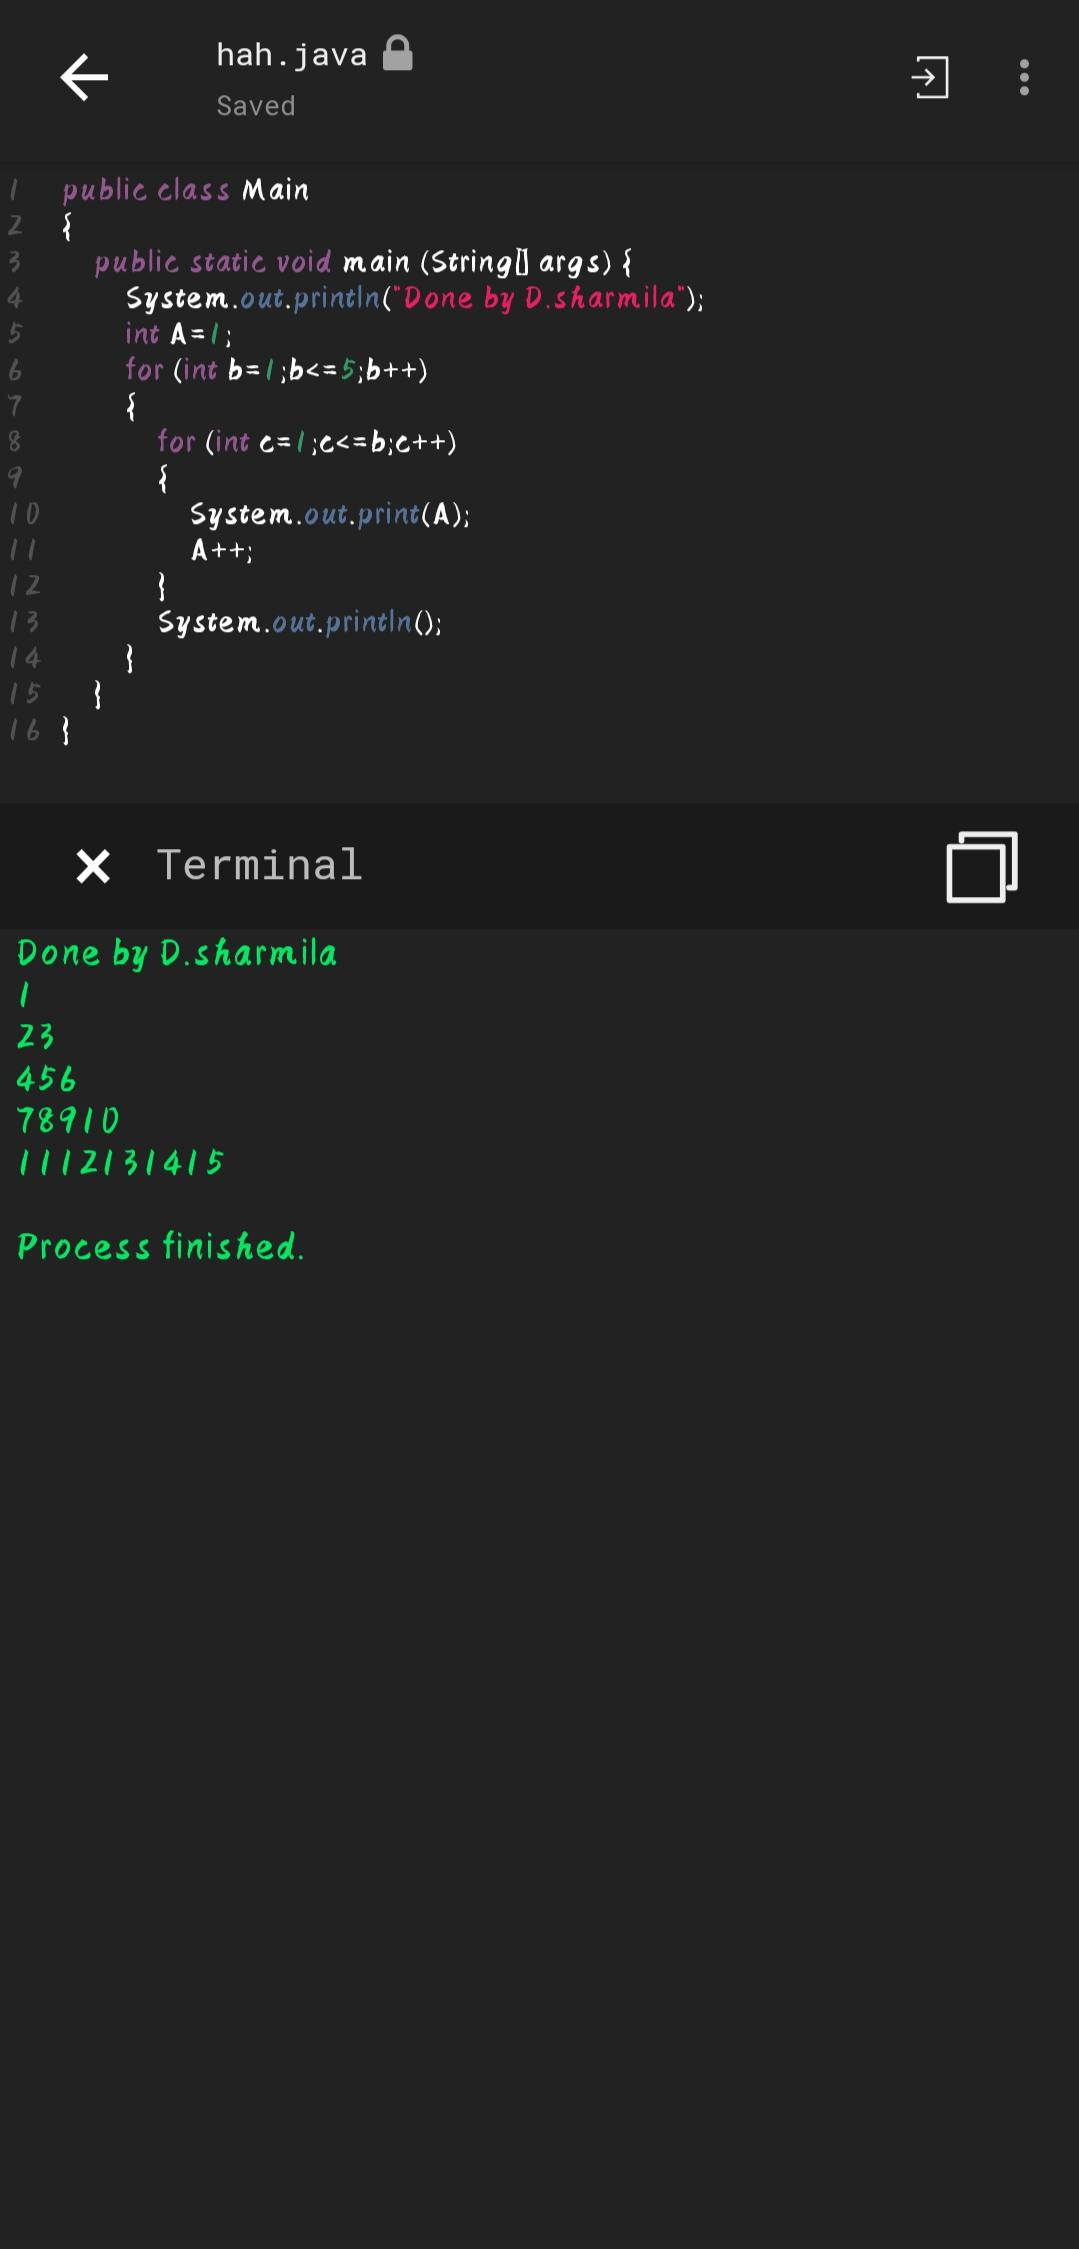 hah.java
Saved
1 public class Main
2 {
3 public static void main (String[] args) {
4 System.out.println("Done by D.sharmila");
5 int A=1;
6 for (int b=1;b<=5;b++)
7 {
8 for (int c=1;c<=b;c++)
9 {
10 System.out.print(A);
11 A++;
12 }
13 System.out.println();
14 }
15 }
16 }
Terminal
Done by D.sharmila
1
23
456
78910
1112131415
Process finished.